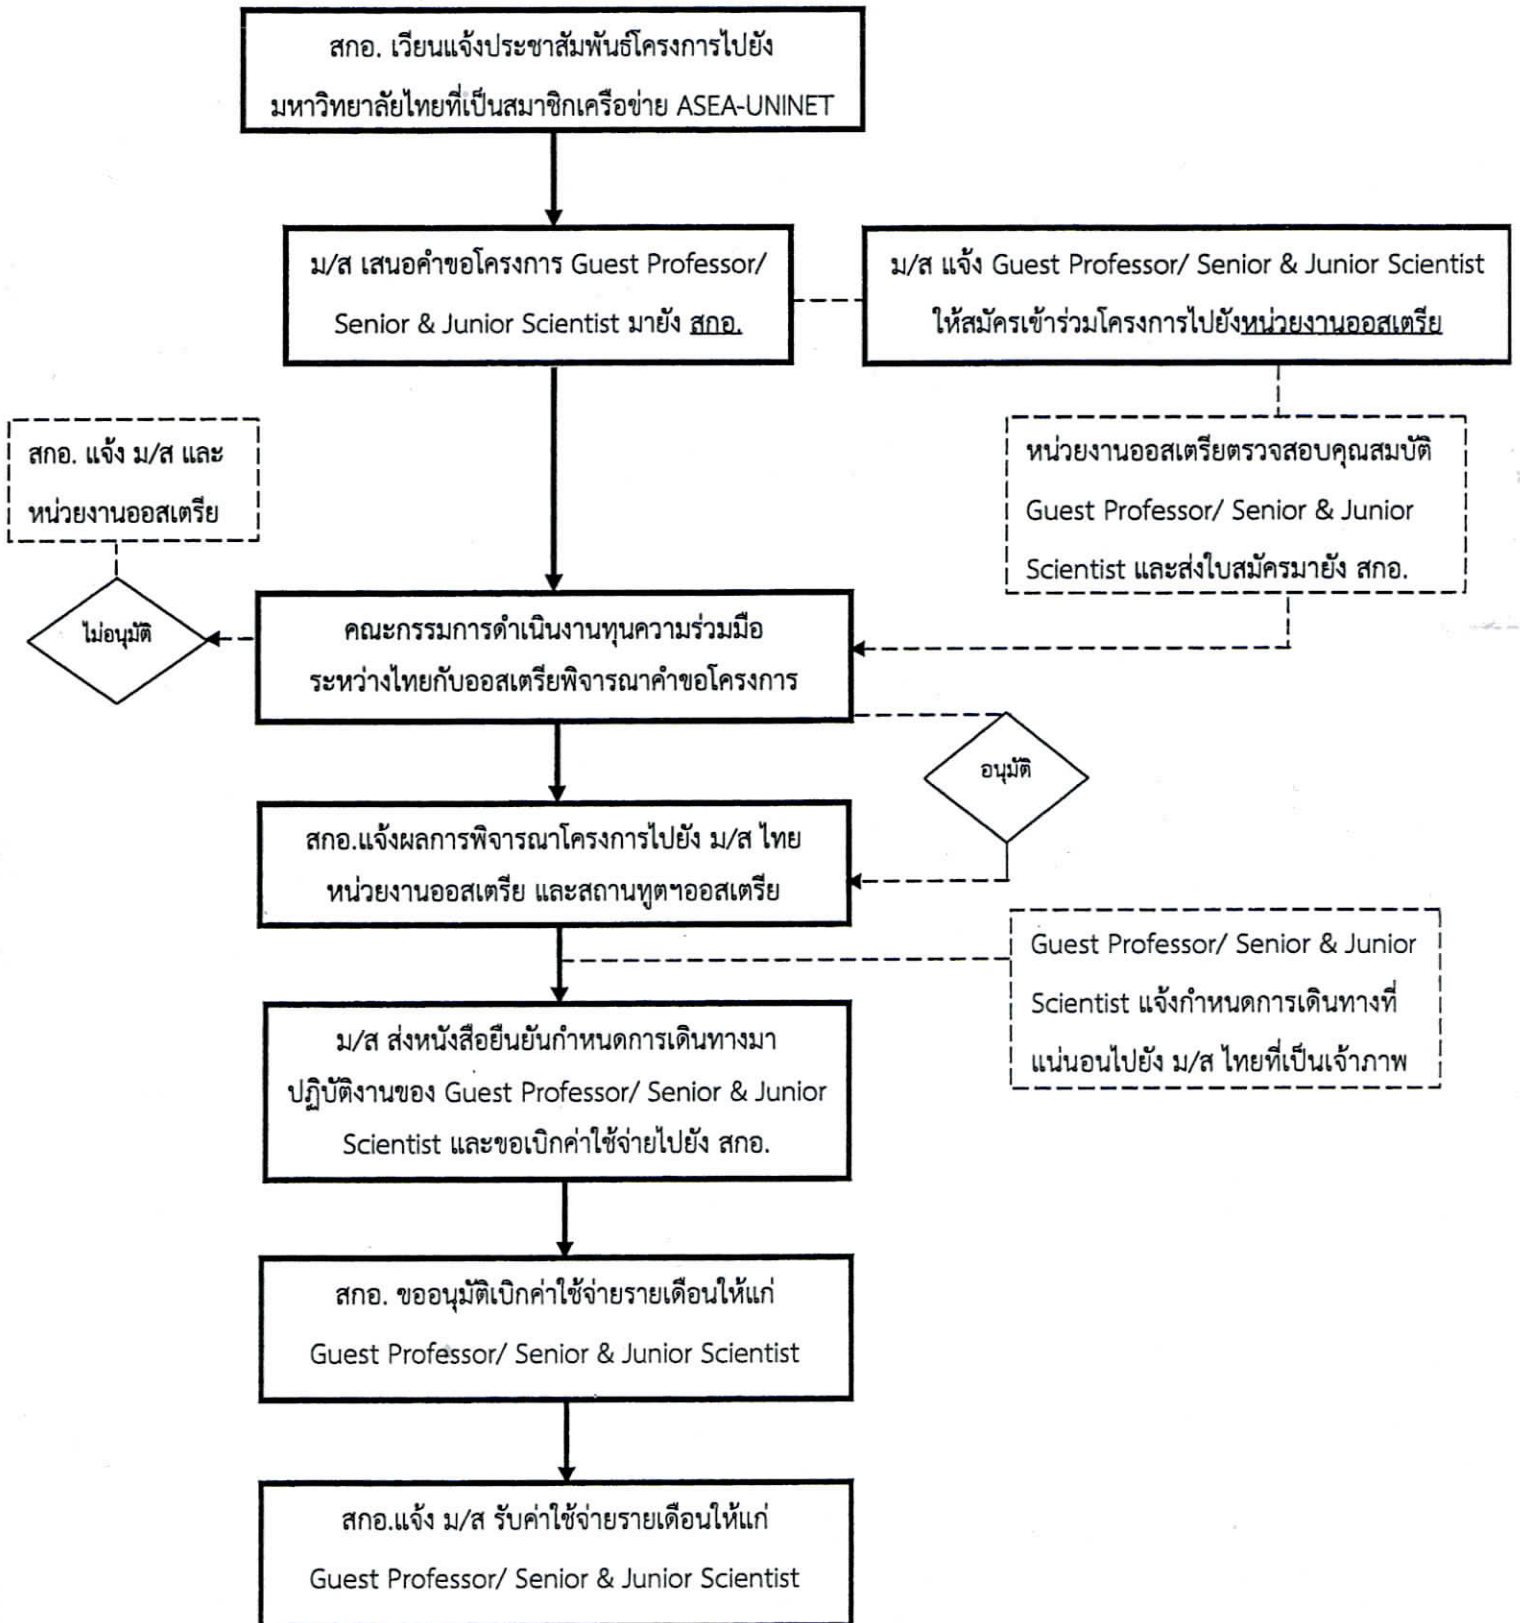 สกอ. เวียนแจ้งประชาสัมพันธ์โครงการไปยัง
มหาวิทยาลัยไทยที่เป็นสมาชิกเครือข่าย ASEA-UNINET
ม/ส เสนอคำขอโครงการ Guest Professor/
Senior & Junior Scientist มายัง สกอ.
ม/ส แจ้ง Guest Professor/ Senior & Junior Scientist
ให้สมัครเข้าร่วมโครงการไปยังหน่วยงานออสเตรีย
สกอ. แจ้ง ม/ส และ
หน่วยงานออสเตรีย
หน่วยงานออสเตรียตรวจสอบคุณสมบัติ
Guest Professor/ Senior & Junior
Scientist และส่งใบสมัครมายัง สกอ.
ไม่อนุมัติ
คณะกรรมการดำเนินงานทุนความร่วมมือ
ระหว่างไทยกับออสเตรียพิจารณาคำขอโครงการ
อนุมัติ
สกอ.แจ้งผลการพิจารณาโครงการไปยัง ม/ส ไทย
หน่วยงานออสเตรีย และสถานทูตฯออสเตรีย
Guest Professor/ Senior & Junior
Scientist แจ้งกำหนดการเดินทางที่
แน่นอนไปยัง ม/ส ไทยที่เป็นเจ้าภาพ
ม/ส ส่งหนังสือยืนยันกำหนดการเดินทางมา
ปฏิบัติงานของ Guest Professor/ Senior & Junior
Scientist และขอเบิกค่าใช้จ่ายไปยัง สกอ.
สกอ. ขออนุมัติเบิกค่าใช้จ่ายรายเดือนให้แก่
Guest Professor/ Senior & Junior Scientist
สกอ.แจ้ง ม/ส รับค่าใช้จ่ายรายเดือนให้แก่
Guest Professor/ Senior & Junior Scientist